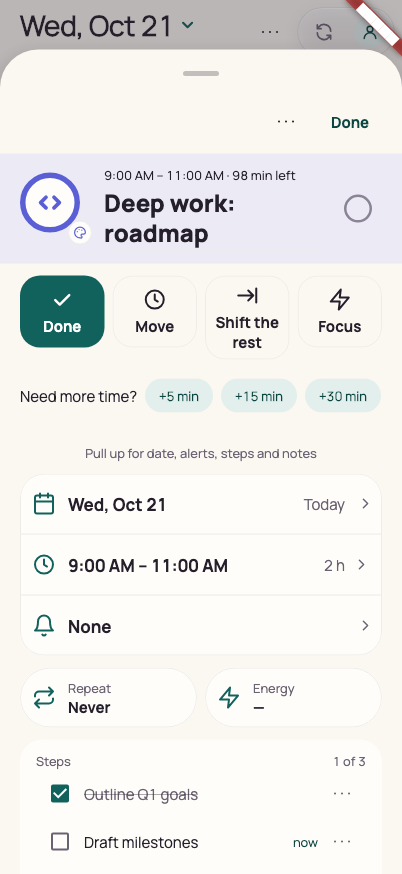 Wed, Oct 21
Done
9:00 AM – 11:00 AM · 98 min left
Deep work:
roadmap
Done
Move
Shift the
rest
Focus
Need more time?
+5 min
+15 min
+30 min
Pull up for date, alerts, steps and notes
Wed, Oct 21
Today
9:00 AM – 11:00 AM
2 h
None
Repeat
Never
Energy
—
Steps
1 of 3
Outline Q1 goals
Draft milestones
now